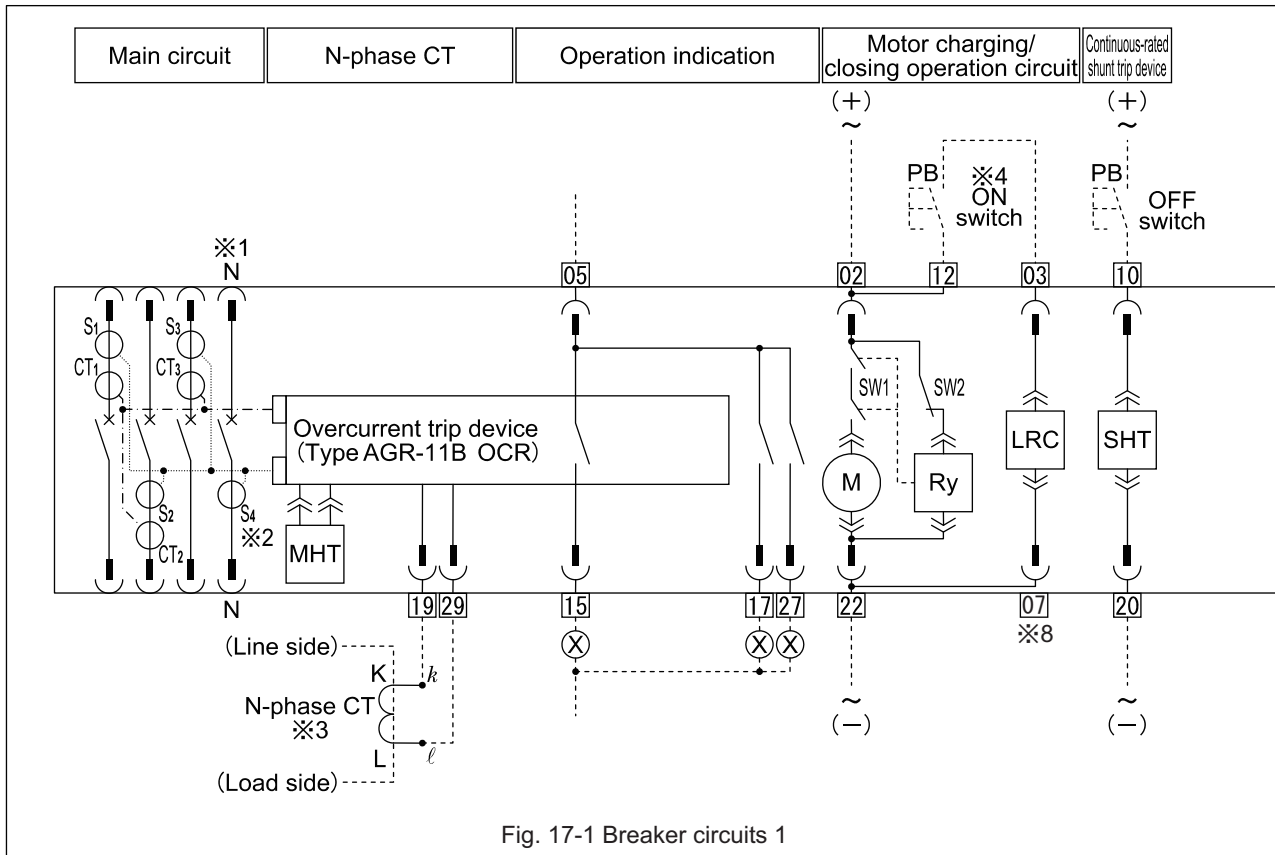 Main circuit
N-phase CT
Operation indication
Motor charging/
closing operation circuit
Continuous-rated
shunt trip device
(+)
~
(+)
~
PB
※4
ON
switch
PB
OFF
switch
※1
N
05
02
12
03
10
S1
S3
CT1
CT3
SW1
SW2
Overcurrent trip device
(Type AGR-11B OCR)
LRC
SHT
M
Ry
S2
S4
※2
CT2
MHT
N
19
29
15
17
27
22
07
20
※8
(Line side)
X
X
X
K
k
N-phase CT
※3
~
(-)
~
(-)
L
ℓ
(Load side)
Fig. 17-1 Breaker circuits 1